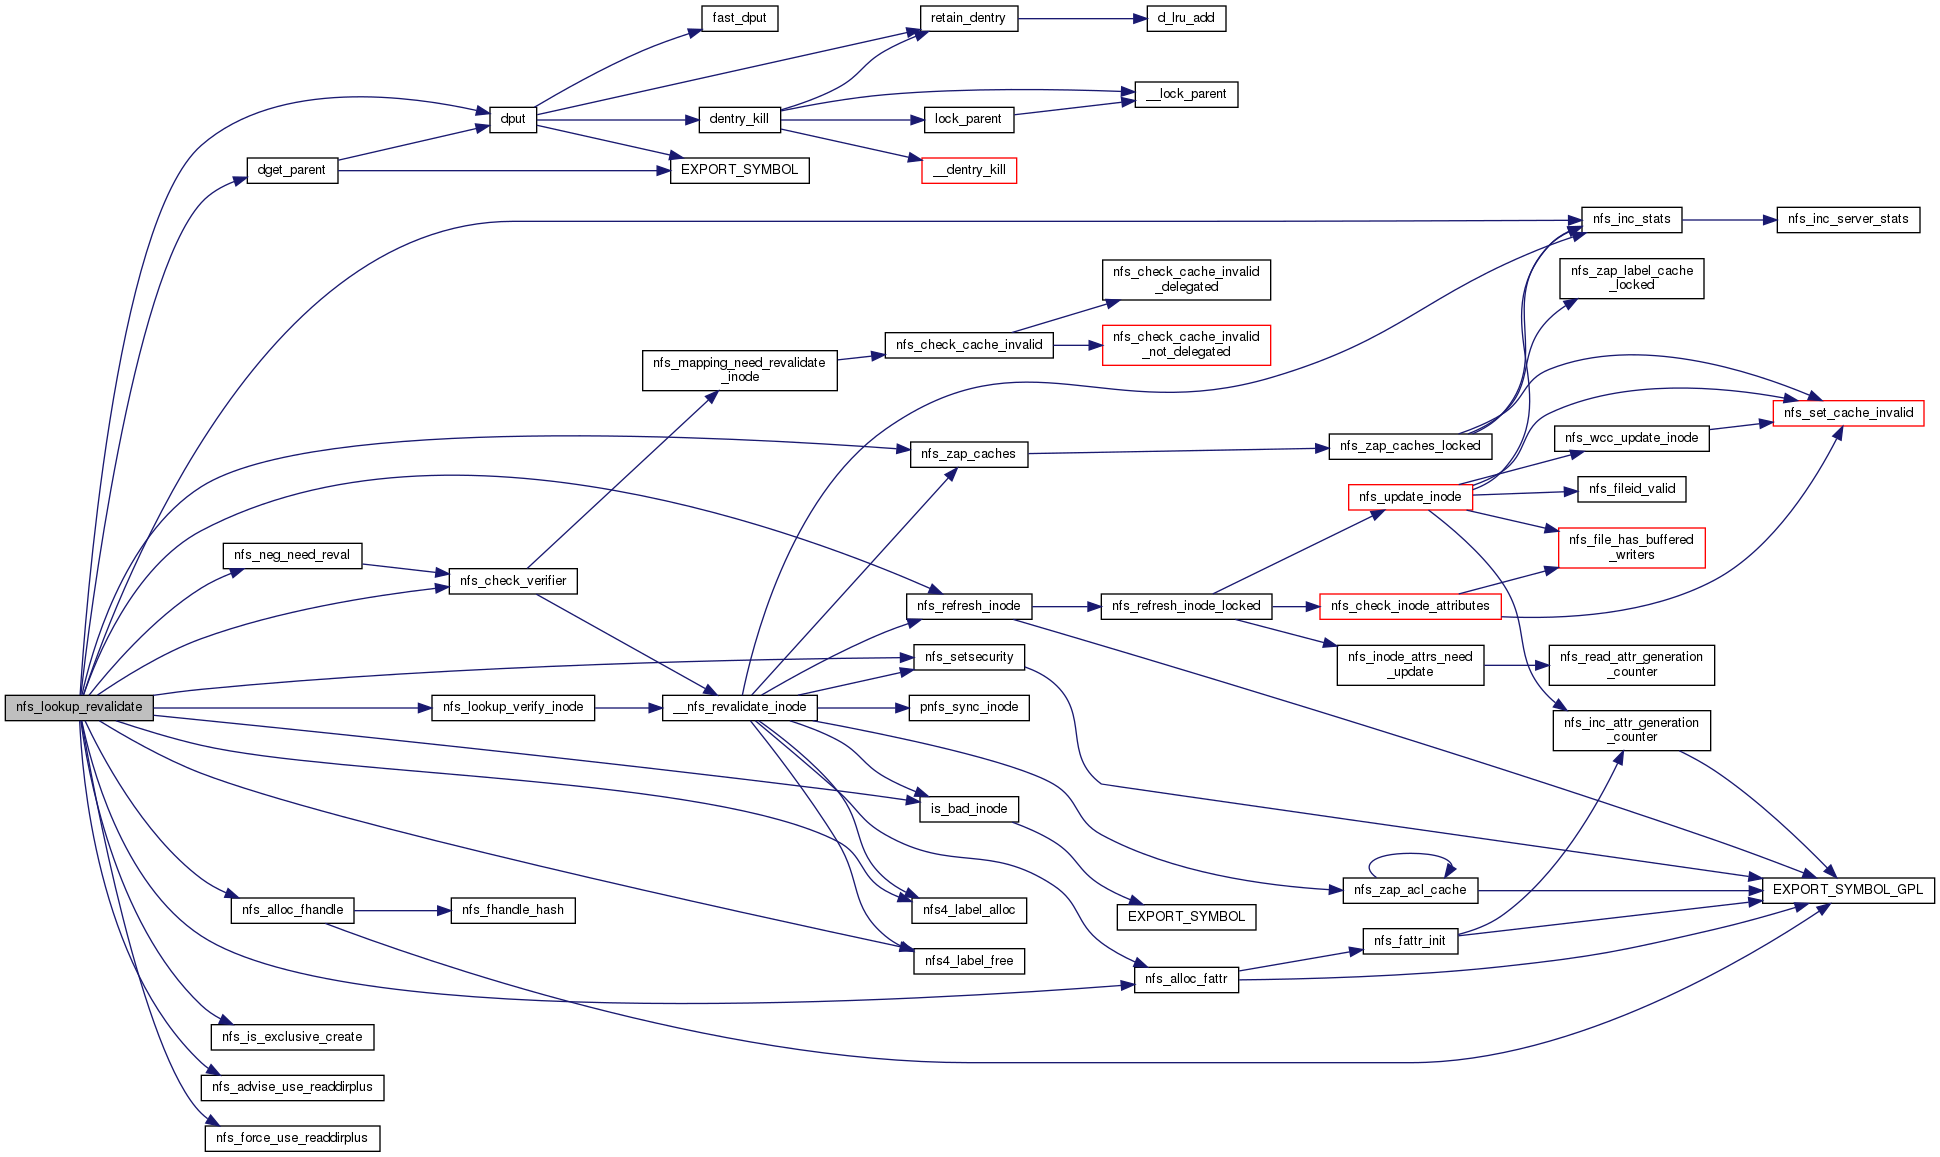 fast_dput
retain_dentry
d_lru_add
dput
dentry_kill
lock_parent
__lock_parent
dget_parent
EXPORT_SYMBOL
__dentry_kill
nfs_inc_stats
nfs_inc_server_stats
nfs_check_cache_invalid
_delegated
nfs_zap_label_cache
_locked
nfs_mapping_need_revalidate
_inode
nfs_check_cache_invalid
nfs_check_cache_invalid
_not_delegated
nfs_set_cache_invalid
nfs_zap_caches
nfs_zap_caches_locked
nfs_wcc_update_inode
nfs_update_inode
nfs_fileid_valid
nfs_file_has_buffered
_writers
nfs_neg_need_reval
nfs_check_verifier
nfs_refresh_inode
nfs_refresh_inode_locked
nfs_check_inode_attributes
nfs_setsecurity
nfs_inode_attrs_need
_update
nfs_read_attr_generation
_counter
nfs_lookup_revalidate
nfs_lookup_verify_inode
__nfs_revalidate_inode
pnfs_sync_inode
nfs_inc_attr_generation
_counter
is_bad_inode
nfs_zap_acl_cache
EXPORT_SYMBOL_GPL
nfs_alloc_fhandle
nfs_fhandle_hash
nfs4_label_alloc
EXPORT_SYMBOL
nfs_fattr_init
nfs4_label_free
nfs_alloc_fattr
nfs_is_exclusive_create
nfs_advise_use_readdirplus
nfs_force_use_readdirplus